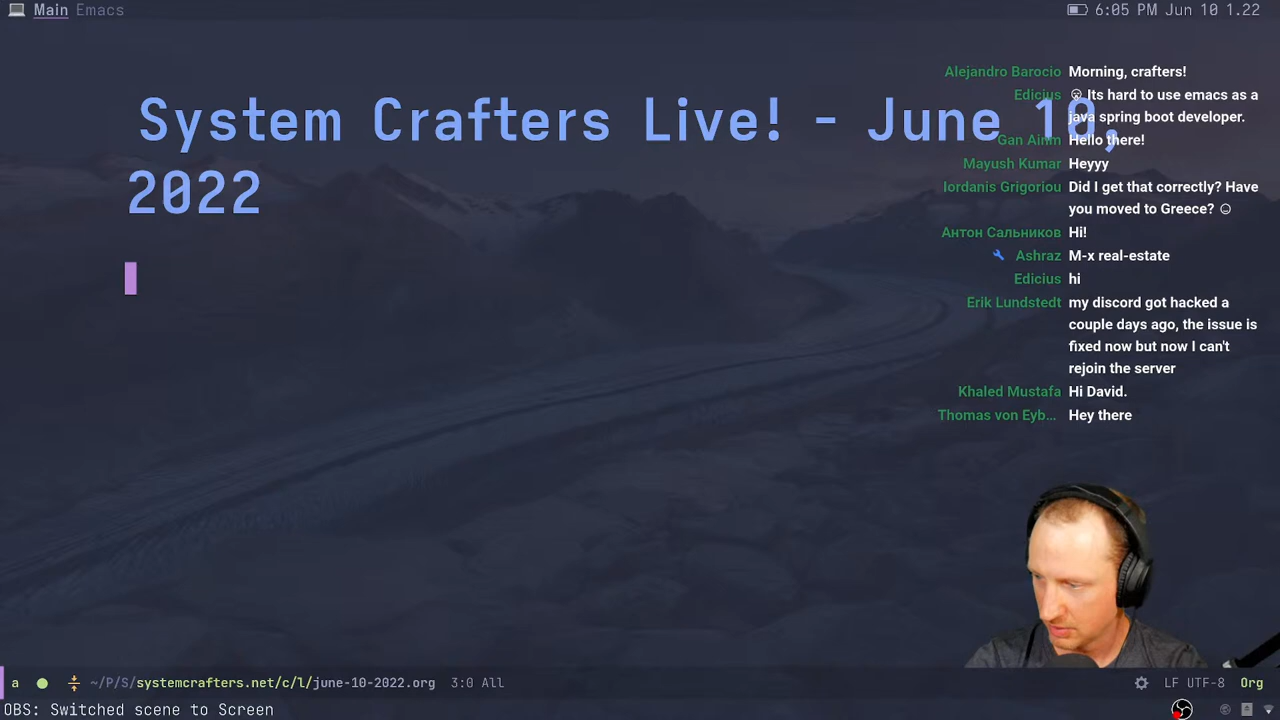 Main Emacs
6:05 PM Jun 10 1.22
System Crafters Live! - June 10,
2022
Alejandro Barocio Morning, crafters!
Edicius Its hard to use emacs as a
java spring boot developer.
Gan Ainm Hello there!
Mayush Kumar Heyyy
Iordanis Grigoriou Did I get that correctly? Have
you moved to Greece?
Антон Сальников Hi!
Ashraz M-x real-estate
Edicius hi
Erik Lundstedt my discord got hacked a
couple days ago, the issue is
fixed now but now I can't
rejoin the server
Khaled Mustafa Hi David.
Thomas von Eyb... Hey there
a ~/P/S/systemcrafters.net/c/l/june-10-2022.org 3:0 All
LF UTF-8 Org
OBS: Switched scene to Screen